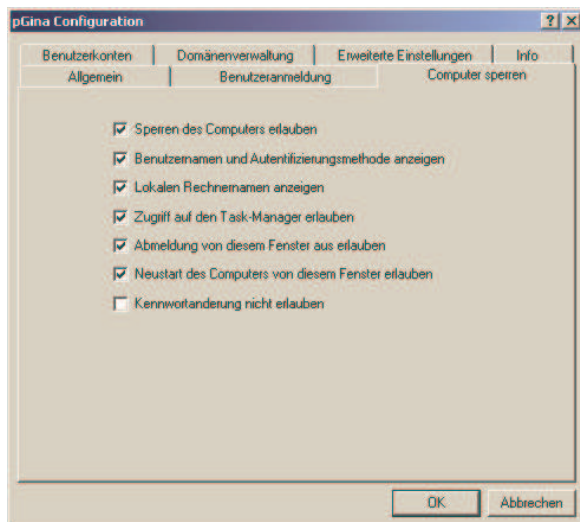 pGina Configuration
Benutzerkonten Domänenverwaltung Erweiterte Einstellungen Info
Allgemein Benutzeranmeldung Computer sperren
Sperren des Computers erlauben
Benutzernamen und Autentifizierungsmethode anzeigen
Lokalen Rechnernamen anzeigen
Zugriff auf den Task-Manager erlauben
Abmeldung von diesem Fenster aus erlauben
Neustart des Computers von diesem Fenster erlauben
Kennwortanderung nicht erlauben
OK Abbrechen